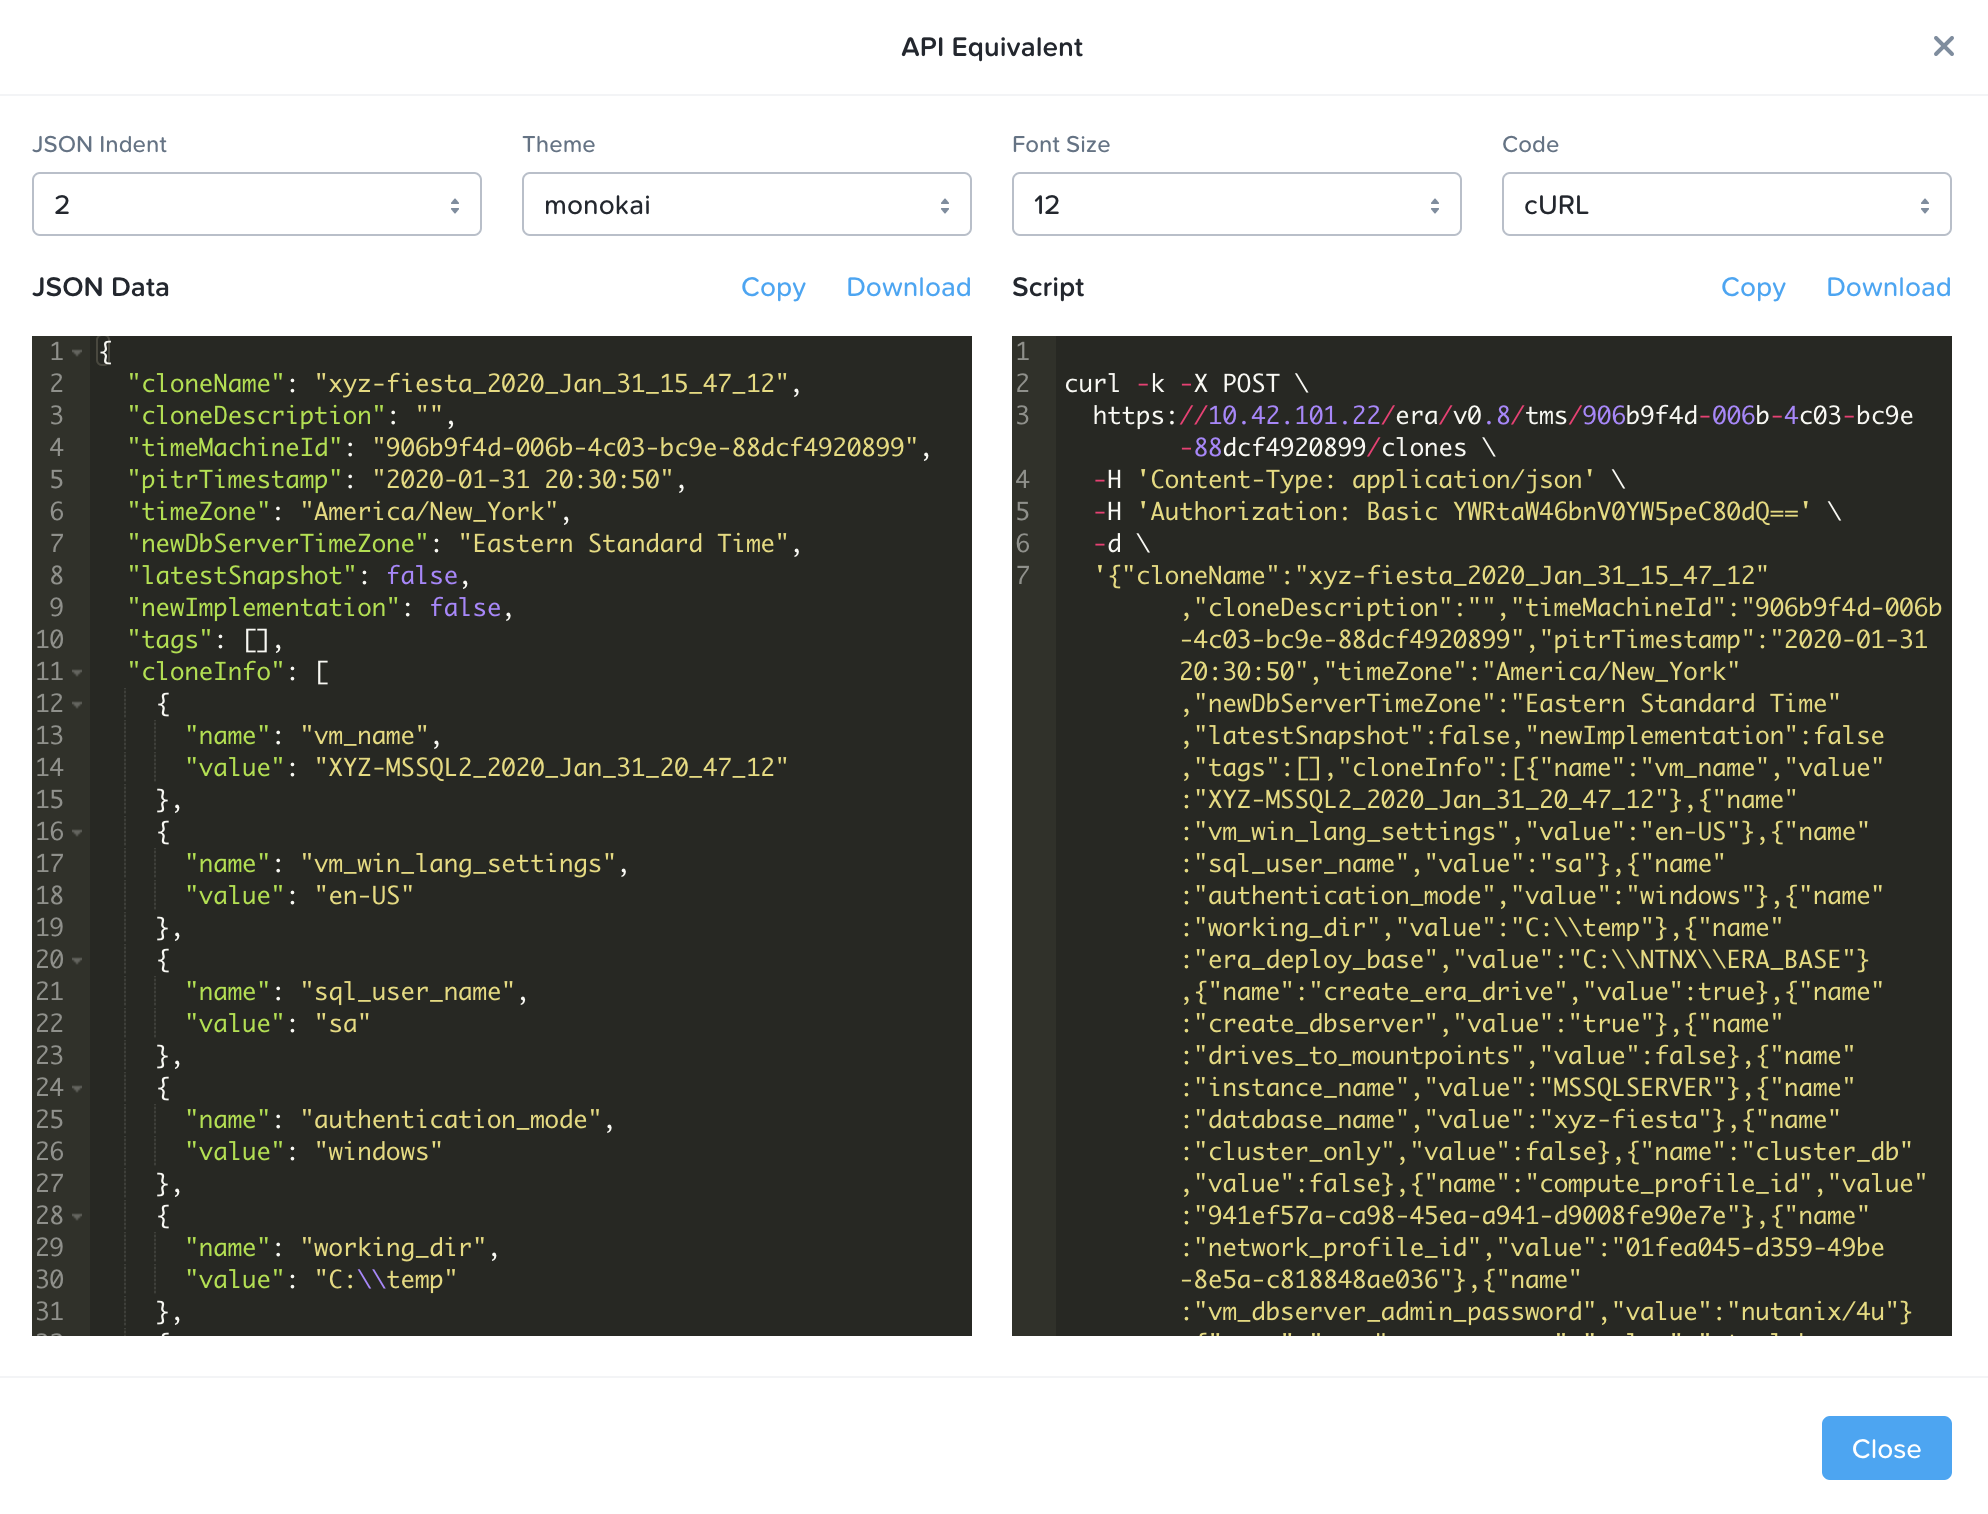 API Equivalent
JSON Indent
Theme
Font Size
Code
2
monokai
12
cURL
JSON Data
Copy
Download
Script
Copy
Download
1 {
2 "cloneName": "xyz-fiesta_2020_Jan_31_15_47_12",
3 "cloneDescription": "",
4 "timeMachineId": "906b9f4d-006b-4c03-bc9e-88dcf4920899",
5 "pitrTimestamp": "2020-01-31 20:30:50",
6 "timeZone": "America/New_York",
7 "newDbServerTimeZone": "Eastern Standard Time",
8 "latestSnapshot": false,
9 "newImplementation": false,
10 "tags": [],
11 "cloneInfo": [
12 {
13 "name": "vm_name",
14 "value": "XYZ-MSSQL2_2020_Jan_31_20_47_12"
15 },
16 {
17 "name": "vm_win_lang_settings",
18 "value": "en-US"
19 },
20 {
21 "name": "sql_user_name",
22 "value": "sa"
23 },
24 {
25 "name": "authentication_mode",
26 "value": "windows"
27 },
28 {
29 "name": "working_dir",
30 "value": "C:\\temp"
31 },
1
2 curl -k -X POST \
3 https://10.42.101.22/era/v0.8/tms/906b9f4d-006b-4c03-bc9e
-88dcf4920899/clones \
4 -H 'Content-Type: application/json' \
5 -H 'Authorization: Basic YWRtaW46bnV0YW5peC80dQ==' \
6 -d \
7 '{"cloneName":"xyz-fiesta_2020_Jan_31_15_47_12"
,"cloneDescription":"","timeMachineId":"906b9f4d-006b
-4c03-bc9e-88dcf4920899","pitrTimestamp":"2020-01-31
20:30:50","timeZone":"America/New_York"
,"newDbServerTimeZone":"Eastern Standard Time"
,"latestSnapshot":false,"newImplementation":false
,"tags":[],"cloneInfo":[{"name":"vm_name","value"
:"XYZ-MSSQL2_2020_Jan_31_20_47_12"},{"name"
:"vm_win_lang_settings","value":"en-US"},{"name"
:"sql_user_name","value":"sa"},{"name"
:"authentication_mode","value":"windows"},{"name"
:"working_dir","value":"C:\\temp"},{"name"
:"era_deploy_base","value":"C:\\NTNX\\ERA_BASE"}
,{"name":"create_era_drive","value":true},{"name"
:"create_dbserver","value":"true"},{"name"
:"drives_to_mountpoints","value":false},{"name"
:"instance_name","value":"MSSQLSERVER"},{"name"
:"database_name","value":"xyz-fiesta"},{"name"
:"cluster_only","value":false},{"name":"cluster_db"
,"value":false},{"name":"compute_profile_id","value"
:"941ef57a-ca98-45ea-a941-d9008fe90e7e"},{"name"
:"network_profile_id","value":"01fea045-d359-49be
-8e5a-c818848ae036"},{"name"
:"vm_dbserver_admin_password","value":"nutanix/4u"}
Close